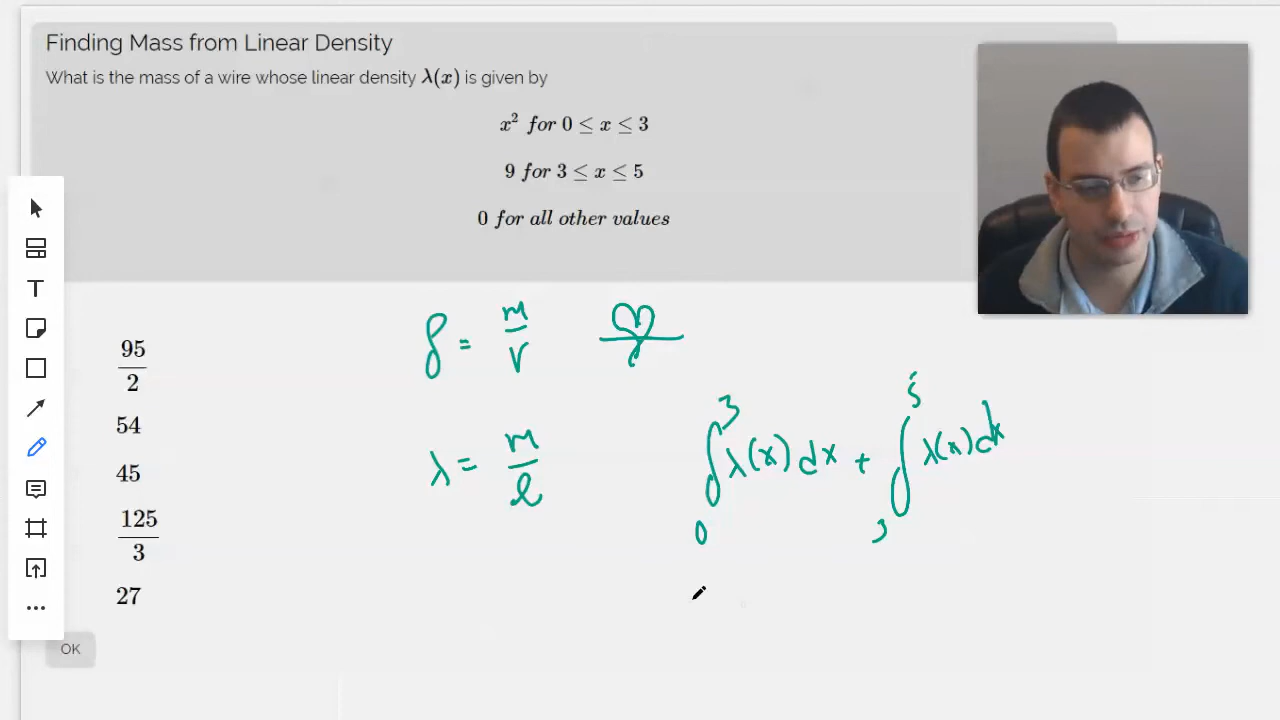 Finding Mass from Linear Density
What is the mass of a wire whose linear density λ(x) is given by
x² for 0 ≤ x ≤ 3
9 for 3 ≤ x ≤ 5
0 for all other values
95/2
54
45
125/3
27
OK
ρ = m/V
λ = m/ℓ
∫₀³ λ(x) dx + ∫₃⁵ λ(x) dx
T